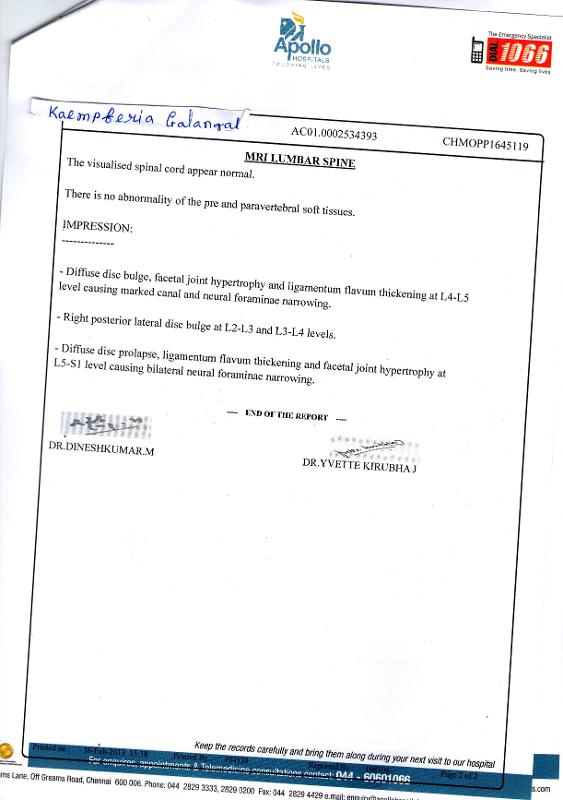 Apollo
HOSPITALS
TOUCHING LIVES
The Emergency Specialist
DIAL 1066
Saving time. Saving lives
Kaempferia Galangal
AC01.0002534393
CHMOPP1645119
MRI LUMBAR SPINE
The visualised spinal cord appear normal.
There is no abnormality of the pre and paravertebral soft tissues.
IMPRESSION:
--------------
- Diffuse disc bulge, facetal joint hypertrophy and ligamentum flavum thickening at L4-L5
level causing marked canal and neural foraminae narrowing.
- Right posterior lateral disc bulge at L2-L3 and L3-L4 levels.
- Diffuse disc prolapse, ligamentum flavum thickening and facetal joint hypertrophy at
L5-S1 level causing bilateral neural foraminae narrowing.
— END OF THE REPORT —
DR.DINESHKUMAR.M
DR.YVETTE KIRUBHA J
Keep the records carefully and bring them along during your next visit to our hospital
Printed on : 16-Feb-2013 15:38 Printed By 104538 Reported By 108106 Page 2 of 2
For enquires, appointments & Telemedicine consultations contact: 044 - 60601066
ms Lane, Off Greams Road, Chennai 600 006. Phone: 044 2829 3333, 2829 0200 Fax: 044 2829 4429 e.mail:
s.com